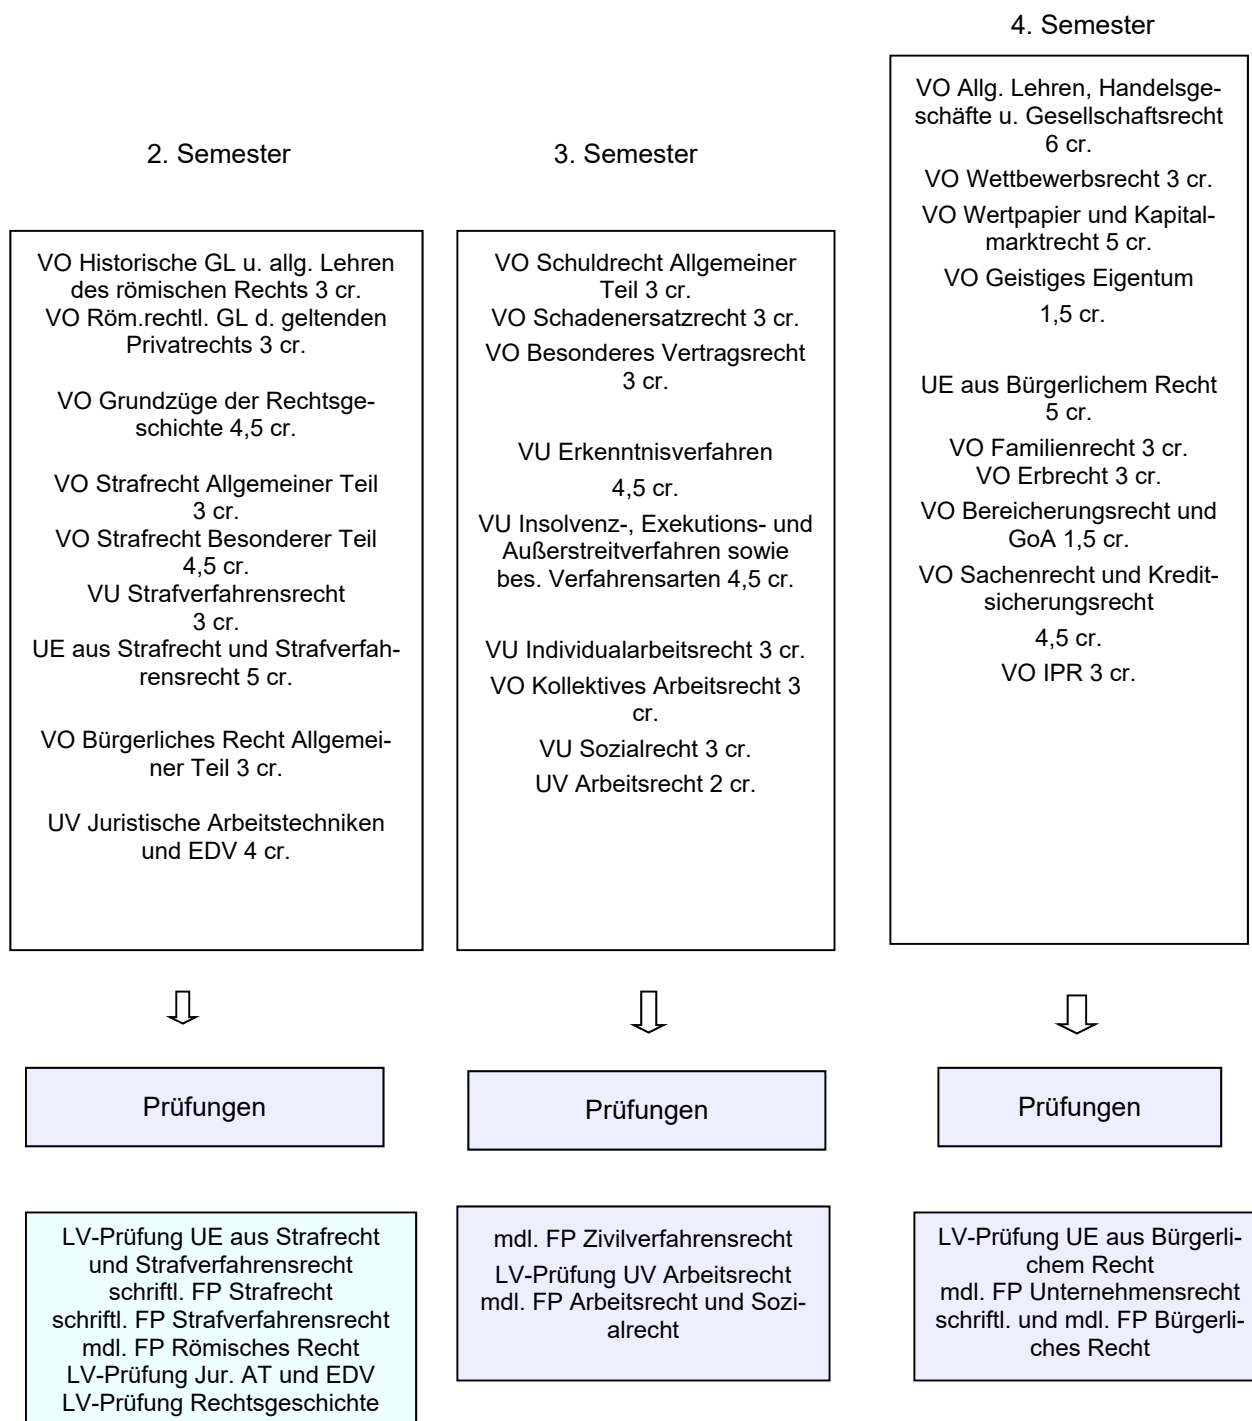 2. Semester
VO Historische GL u. allg. Lehren
des römischen Rechts 3 cr.
VO Röm.rechtl. GL d. geltenden
Privatrechts 3 cr.
VO Grundzüge der Rechtsge-
schichte 4,5 cr.
VO Strafrecht Allgemeiner Teil
3 cr.
VO Strafrecht Besonderer Teil
4,5 cr.
VU Strafverfahrensrecht
3 cr.
UE aus Strafrecht und Strafverfah-
rensrecht 5 cr.
VO Bürgerliches Recht Allgemei-
ner Teil 3 cr.
UV Juristische Arbeitstechniken
und EDV 4 cr.
Prüfungen
LV-Prüfung UE aus Strafrecht
und Strafverfahrensrecht
schriftl. FP Strafrecht
schriftl. FP Strafverfahrensrecht
mdl. FP Römisches Recht
LV-Prüfung Jur. AT und EDV
LV-Prüfung Rechtsgeschichte
3. Semester
VO Schuldrecht Allgemeiner
Teil 3 cr.
VO Schadenersatzrecht 3 cr.
VO Besonderes Vertragsrecht
3 cr.
VU Erkenntnisverfahren
4,5 cr.
VU Insolvenz-, Exekutions- und
Außerstreitverfahren sowie
bes. Verfahrensarten 4,5 cr.
VU Individualarbeitsrecht 3 cr.
VO Kollektives Arbeitsrecht 3
cr.
VU Sozialrecht 3 cr.
UV Arbeitsrecht 2 cr.
Prüfungen
mdl. FP Zivilverfahrensrecht
LV-Prüfung UV Arbeitsrecht
mdl. FP Arbeitsrecht und Sozi-
alrecht
4. Semester
VO Allg. Lehren, Handelsge-
schäfte u. Gesellschaftsrecht
6 cr.
VO Wettbewerbsrecht 3 cr.
VO Wertpapier und Kapital-
marktrecht 5 cr.
VO Geistiges Eigentum
1,5 cr.
UE aus Bürgerlichem Recht
5 cr.
VO Familienrecht 3 cr.
VO Erbrecht 3 cr.
VO Bereicherungsrecht und
GoA 1,5 cr.
VO Sachenrecht und Kredit-
sicherungsrecht
4,5 cr.
VO IPR 3 cr.
Prüfungen
LV-Prüfung UE aus Bürgerli-
chem Recht
mdl. FP Unternehmensrecht
schriftl. und mdl. FP Bürgerli-
ches Recht